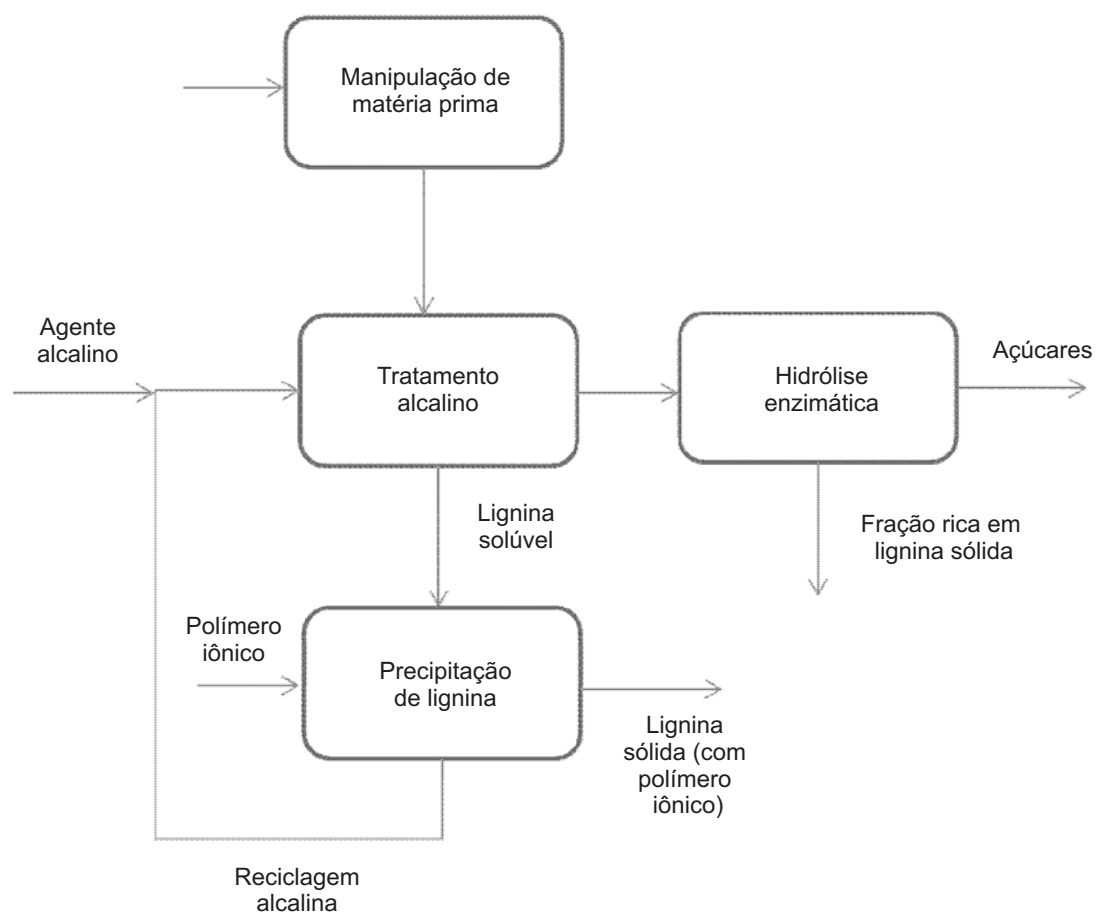 Manipulação de
matéria prima
Agente
alcalino
Tratamento
alcalino
Hidrólise
enzimática
Açúcares
Lignina
solúvel
Fração rica em
lignina sólida
Polímero
iônico
Precipitação
de lignina
Lignina
sólida (com
polímero
iônico)
Reciclagem
alcalina